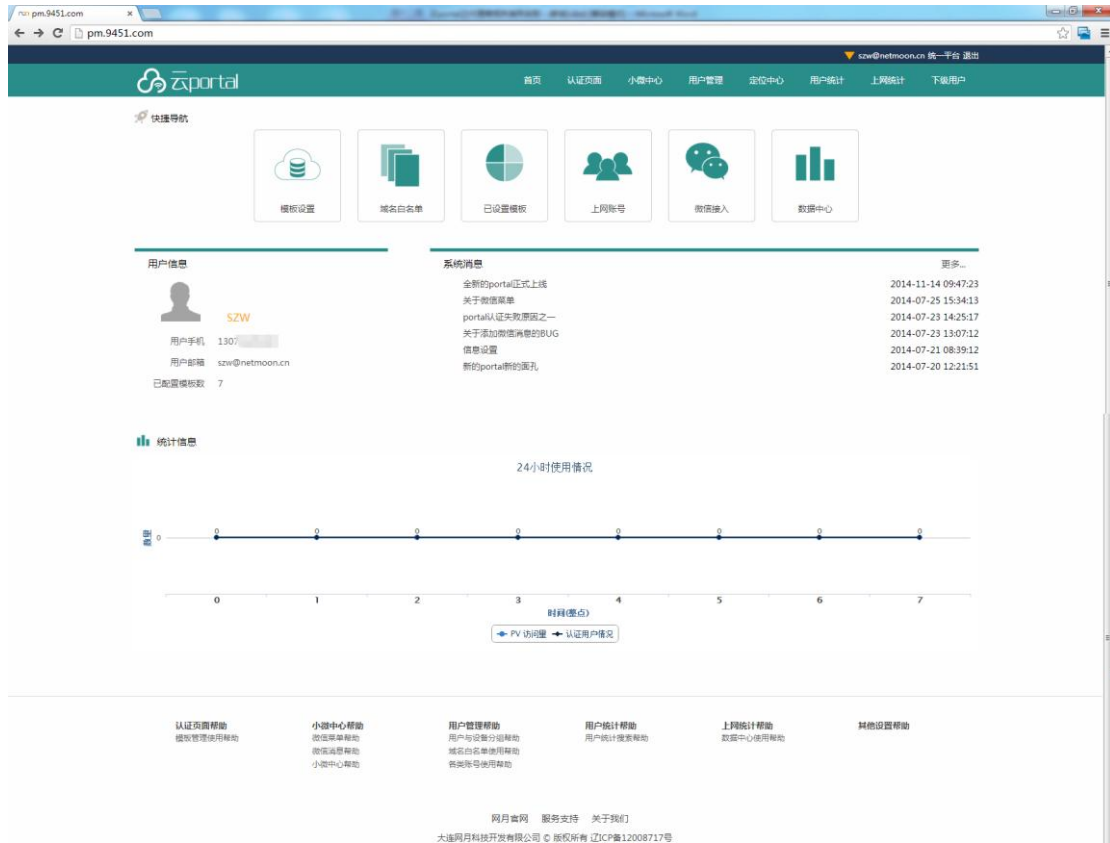 pm.9451.com
pm.9451.com
szw@netmoon.cn 统一平台 退出
云portal
首页 认证页面 小微中心 用户管理 定位中心 用户统计 上网统计 下级用户
快捷导航
模板设置 域名白名单 已设置模板 上网账号 微信接入 数据中心
用户信息
SZW
用户手机 1307
用户邮箱 szw@netmoon.cn
已配置模板数 7
系统消息 更多...
全新的portal正式上线 2014-11-14 09:47:23
关于微信菜单 2014-07-25 15:34:13
portal认证失败原因之一 2014-07-23 14:25:17
关于添加微信消息的BUG 2014-07-23 13:07:12
信息设置 2014-07-21 08:39:12
新的portal新的面孔 2014-07-20 12:21:51
统计信息
24小时使用情况
数量
0 0 0 0 0 0 0 0 0
0 1 2 3 4 5 6 7
时间(整点)
PV 访问量 认证用户情况
认证页面帮助 小微中心帮助 用户管理帮助 用户统计帮助 上网统计帮助 其他设置帮助
模板管理使用帮助 微信菜单帮助 用户与设备分组帮助 用户统计搜索帮助 数据中心使用帮助
微信消息帮助 域名白名单使用帮助
小微中心帮助 各类账号使用帮助
网月官网 服务支持 关于我们
大连网月科技开发有限公司 © 版权所有 辽ICP备12008717号